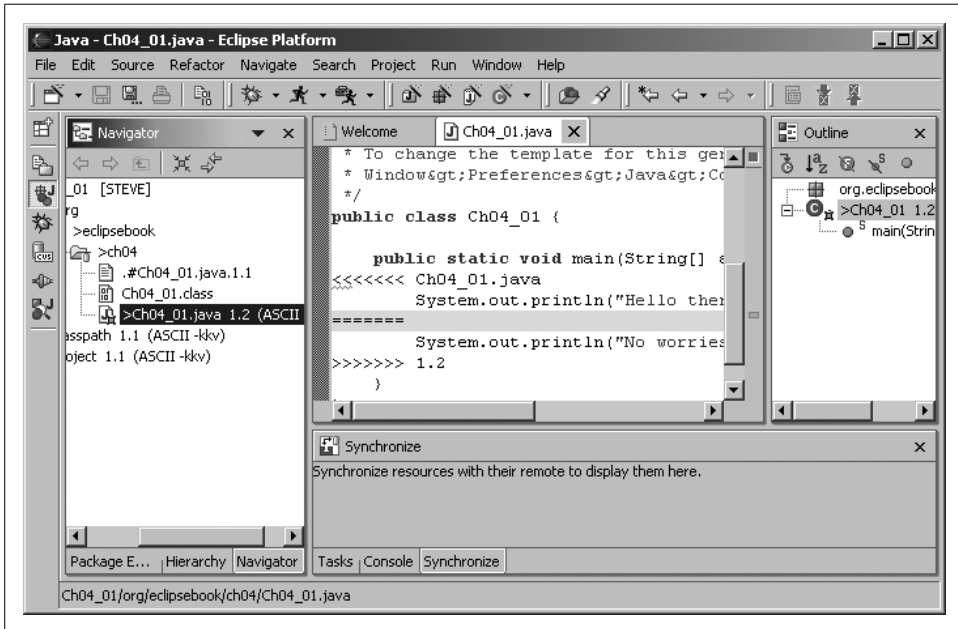 Java - Ch04_01.java - Eclipse Platform
File Edit Source Refactor Navigate Search Project Run Window Help
Navigator
_01 [STEVE]
rg
>eclipsebook
>ch04
.#Ch04_01.java.1.1
Ch04_01.class
>Ch04_01.java 1.2 (ASCII
asspath 1.1 (ASCII -kkv)
oject 1.1 (ASCII -kkv)
Package E... Hierarchy Navigator
Welcome Ch04_01.java
* To change the template for this ger
* Window&gt;Preferences&gt;Java&gt;Co
*/
public class Ch04_01 {
public static void main(String[] a
<<<<<<< Ch04_01.java
System.out.println("Hello ther
=======
System.out.println("No worries
>>>>>>> 1.2
}
Outline
org.eclipsebook
>Ch04_01 1.2
main(Strin
Synchronize
Synchronize resources with their remote to display them here.
Tasks Console Synchronize
Ch04_01/org/eclipsebook/ch04/Ch04_01.java